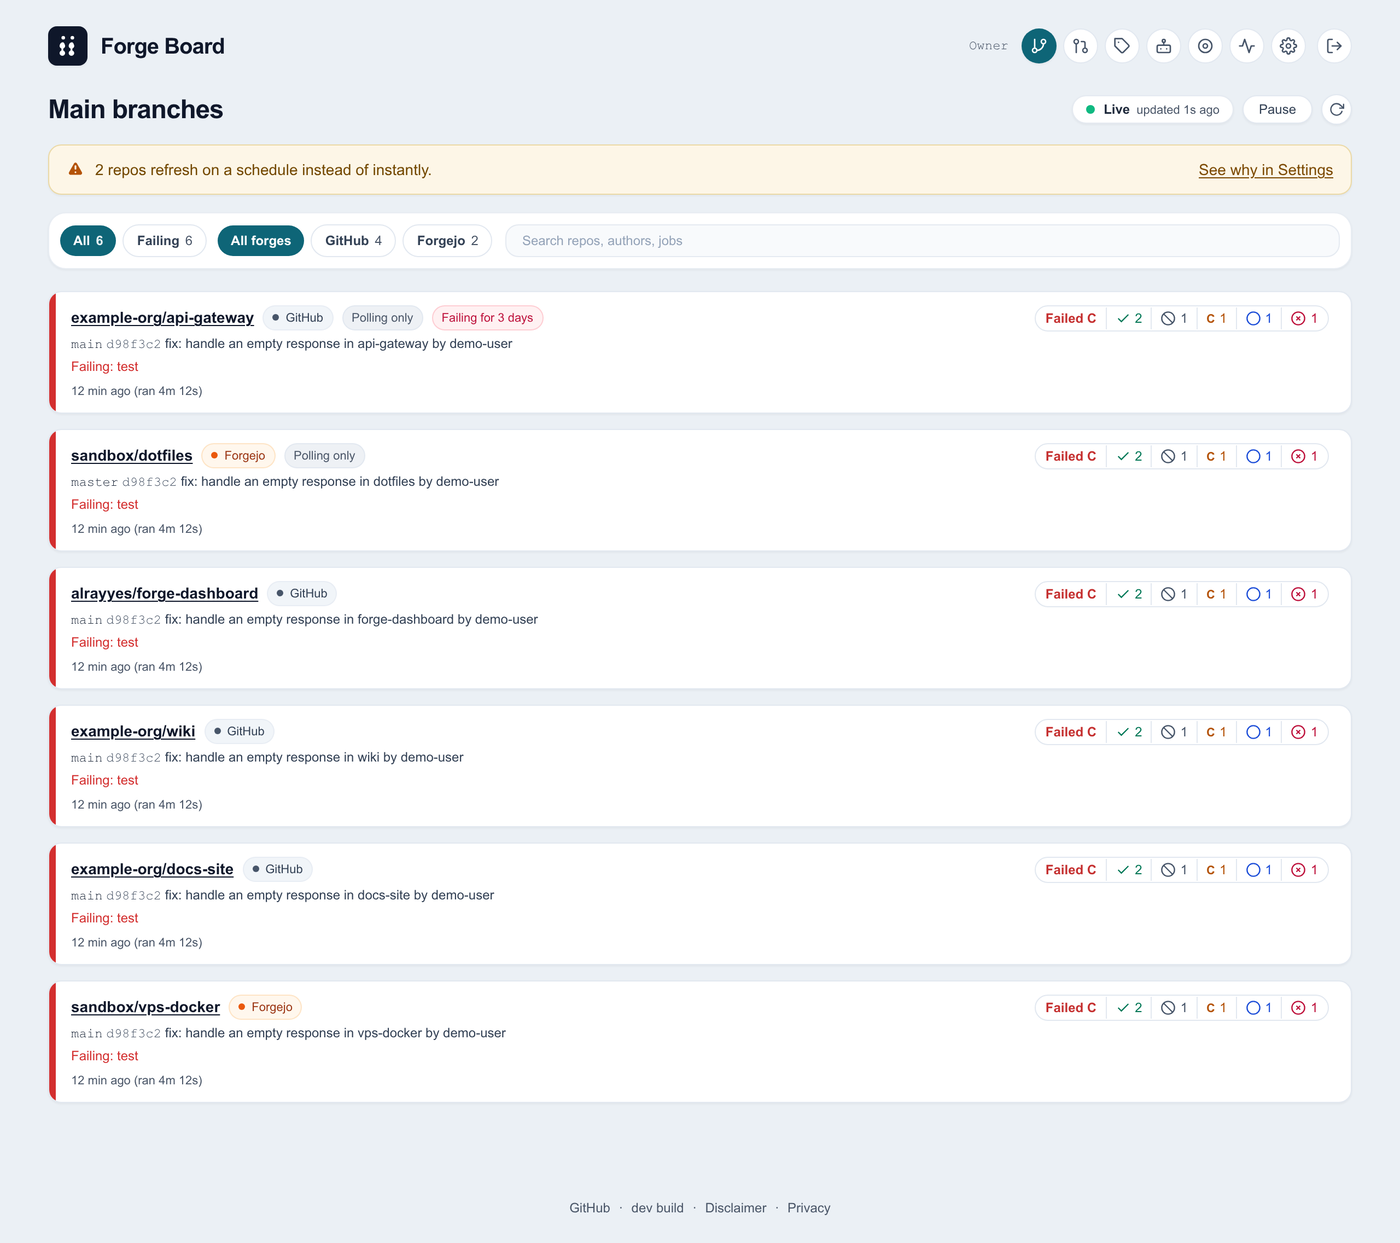 Forge Board
Owner
Main branches
Live updated 1s ago
Pause
2 repos refresh on a schedule instead of instantly.
See why in Settings
All 6
Failing 6
All forges
GitHub 4
Forgejo 2
Search repos, authors, jobs
example-org/api-gateway GitHub Polling only Failing for 3 days
Failed C 2 1 C 1 1 1
main d98f3c2 fix: handle an empty response in api-gateway by demo-user
Failing: test
12 min ago (ran 4m 12s)
sandbox/dotfiles Forgejo Polling only
Failed C 2 1 C 1 1 1
master d98f3c2 fix: handle an empty response in dotfiles by demo-user
Failing: test
12 min ago (ran 4m 12s)
alrayyes/forge-dashboard GitHub
Failed C 2 1 C 1 1 1
main d98f3c2 fix: handle an empty response in forge-dashboard by demo-user
Failing: test
12 min ago (ran 4m 12s)
example-org/wiki GitHub
Failed C 2 1 C 1 1 1
main d98f3c2 fix: handle an empty response in wiki by demo-user
Failing: test
12 min ago (ran 4m 12s)
example-org/docs-site GitHub
Failed C 2 1 C 1 1 1
main d98f3c2 fix: handle an empty response in docs-site by demo-user
Failing: test
12 min ago (ran 4m 12s)
sandbox/vps-docker Forgejo
Failed C 2 1 C 1 1 1
main d98f3c2 fix: handle an empty response in vps-docker by demo-user
Failing: test
12 min ago (ran 4m 12s)
GitHub · dev build · Disclaimer · Privacy